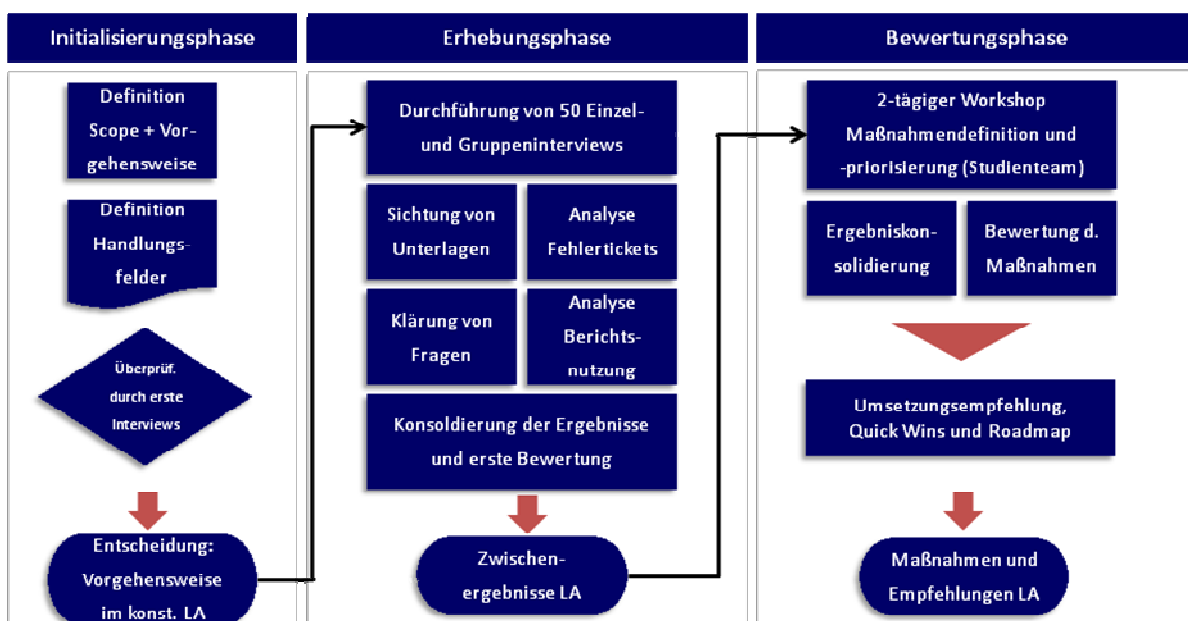 Initialisierungsphase
Definition
Scope + Vor-
gehensweise
Definition
Handlungs-
felder
Überprüf.
durch erste
Interviews
Entscheidung:
Vorgehensweise
im konst. LA
Erhebungsphase
Durchführung von 50 Einzel-
und Gruppeninterviews
Sichtung von
Unterlagen
Analyse
Fehlertickets
Klärung von
Fragen
Analyse
Berichts-
nutzung
Konsoldierung der Ergebnisse
und erste Bewertung
Zwischen-
ergebnisse LA
Bewertungsphase
2-tägiger Workshop
Maßnahmendefinition und
-priorisierung (Studienteam)
Ergebniskon-
solidierung
Bewertung d.
Maßnahmen
Umsetzungsempfehlung,
Quick Wins und Roadmap
Maßnahmen und
Empfehlungen LA